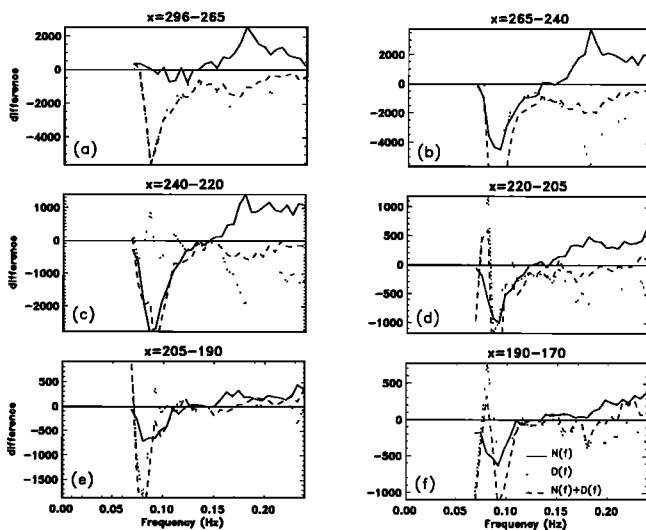 x=296−265
x=265−240
difference
2000
0
−2000
−4000
(a)
2000
0
−2000
−4000
(b)
x=240−220
x=220−205
difference
1000
0
−1000
−2000
(c)
1000
500
0
−500
−1000
(d)
x=205−190
x=190−170
difference
500
0
−500
−1000
−1500
(e)
500
0
−500
−1000
(f)
N(f)
D(f)
N(f)+D(f)
0.00 0.05 0.10 0.15 0.20
0.00 0.05 0.10 0.15 0.20
Frequency (Hz)
Frequency (Hz)